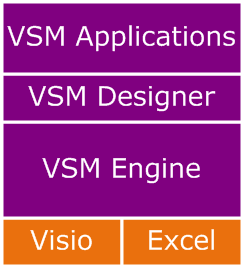 VSM Applications
VSM Designer
VSM Engine
Visio
Excel